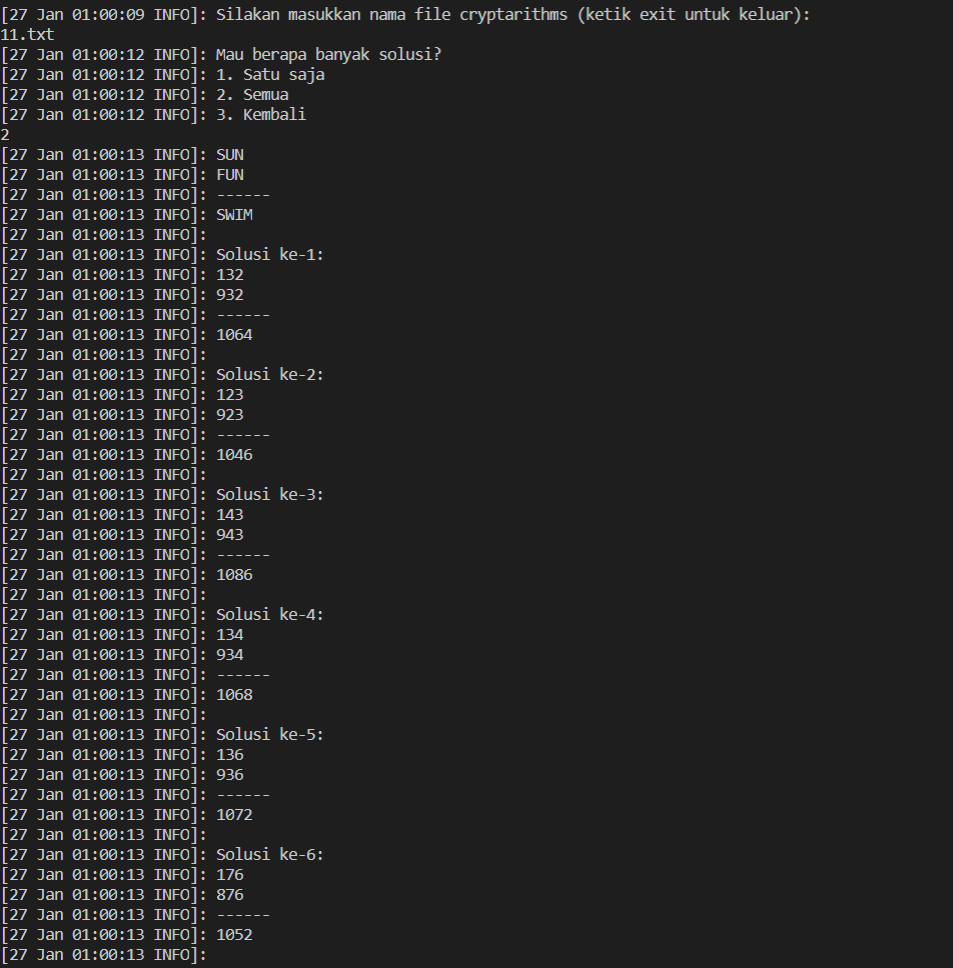 [27 Jan 01:00:09 INFO]: Silakan masukkan nama file cryptarithms (ketik exit untuk keluar):
11.txt
[27 Jan 01:00:12 INFO]: Mau berapa banyak solusi?
[27 Jan 01:00:12 INFO]: 1. Satu saja
[27 Jan 01:00:12 INFO]: 2. Semua
[27 Jan 01:00:12 INFO]: 3. Kembali
2
[27 Jan 01:00:13 INFO]: SUN
[27 Jan 01:00:13 INFO]: FUN
[27 Jan 01:00:13 INFO]: ------
[27 Jan 01:00:13 INFO]: SWIM
[27 Jan 01:00:13 INFO]:
[27 Jan 01:00:13 INFO]: Solusi ke-1:
[27 Jan 01:00:13 INFO]: 132
[27 Jan 01:00:13 INFO]: 932
[27 Jan 01:00:13 INFO]: ------
[27 Jan 01:00:13 INFO]: 1064
[27 Jan 01:00:13 INFO]:
[27 Jan 01:00:13 INFO]: Solusi ke-2:
[27 Jan 01:00:13 INFO]: 123
[27 Jan 01:00:13 INFO]: 923
[27 Jan 01:00:13 INFO]: ------
[27 Jan 01:00:13 INFO]: 1046
[27 Jan 01:00:13 INFO]:
[27 Jan 01:00:13 INFO]: Solusi ke-3:
[27 Jan 01:00:13 INFO]: 143
[27 Jan 01:00:13 INFO]: 943
[27 Jan 01:00:13 INFO]: ------
[27 Jan 01:00:13 INFO]: 1086
[27 Jan 01:00:13 INFO]:
[27 Jan 01:00:13 INFO]: Solusi ke-4:
[27 Jan 01:00:13 INFO]: 134
[27 Jan 01:00:13 INFO]: 934
[27 Jan 01:00:13 INFO]: ------
[27 Jan 01:00:13 INFO]: 1068
[27 Jan 01:00:13 INFO]:
[27 Jan 01:00:13 INFO]: Solusi ke-5:
[27 Jan 01:00:13 INFO]: 136
[27 Jan 01:00:13 INFO]: 936
[27 Jan 01:00:13 INFO]: ------
[27 Jan 01:00:13 INFO]: 1072
[27 Jan 01:00:13 INFO]:
[27 Jan 01:00:13 INFO]: Solusi ke-6:
[27 Jan 01:00:13 INFO]: 176
[27 Jan 01:00:13 INFO]: 876
[27 Jan 01:00:13 INFO]: ------
[27 Jan 01:00:13 INFO]: 1052
[27 Jan 01:00:13 INFO]: